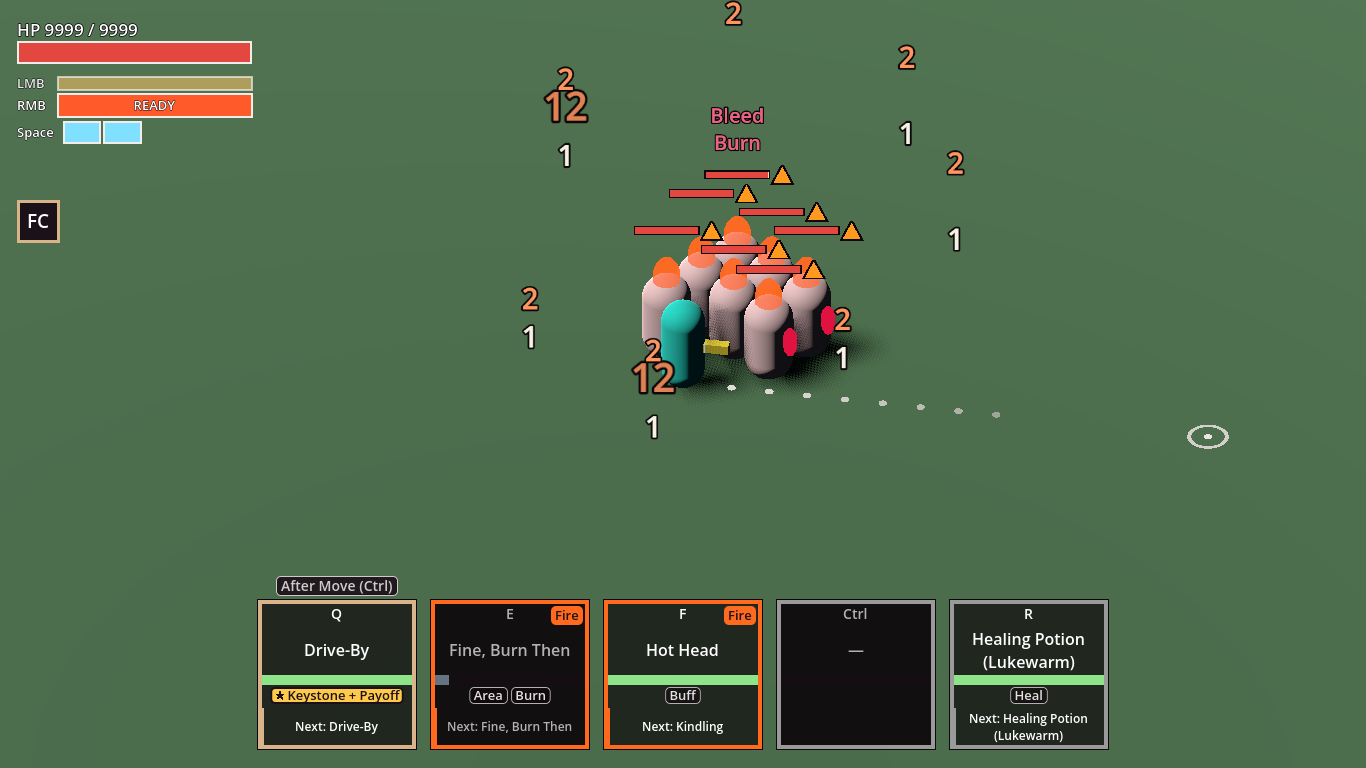 HP 9999 / 9999
LMB
RMB READY
Space
FC
2
2
2
12
1
Bleed
Burn
1
2
1
2
1
2
1
2
12
1
After Move (Ctrl)
Q
Drive-By
★ Keystone + Payoff
Next: Drive-By
E
Fire
Fine, Burn Then
Area Burn
Next: Fine, Burn Then
F
Fire
Hot Head
Buff
Next: Kindling
Ctrl
—
R
Healing Potion
(Lukewarm)
Heal
Next: Healing Potion
(Lukewarm)